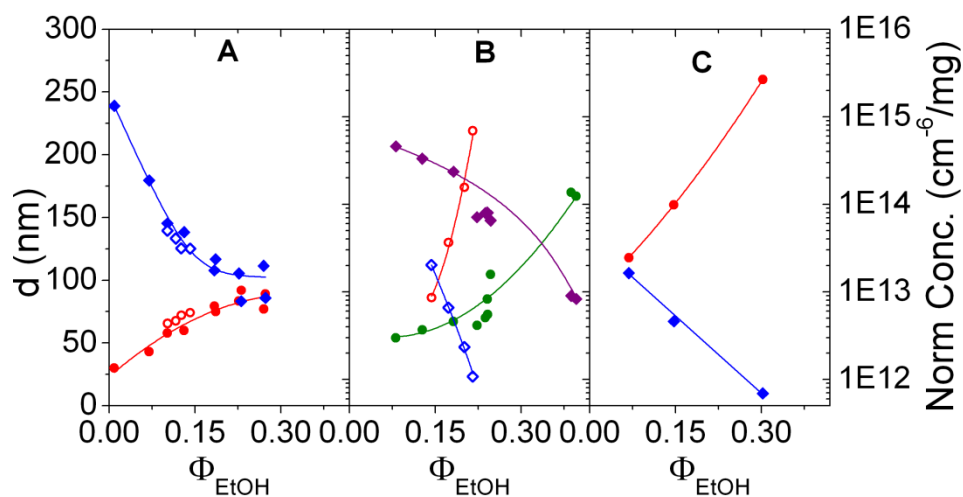 300
250
200
150
100
50
0
d (nm)
A
B
C
1E16
1E15
1E14
1E13
1E12
Norm Conc. (cm⁻⁶/mg)
0.00 0.15 0.30 0.00 0.15 0.30 0.00 0.15 0.30
Φ_EtOH Φ_EtOH Φ_EtOH